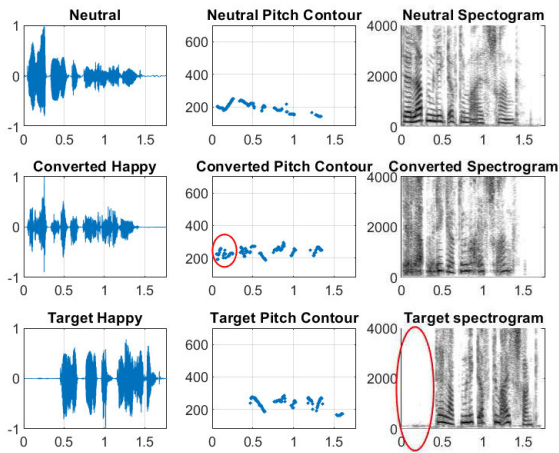 Neutral
Neutral Pitch Contour
Neutral Spectogram
1
0
-1
0 0.5 1 1.5
600
400
200
0 0.5 1 1.5
4000
2000
0
0 0.5 1 1.5
Converted Happy
Converted Pitch Contour
Converted Spectrogram
1
0
-1
0 0.5 1 1.5
600
400
200
0 0.5 1 1.5
4000
2000
0
0 0.5 1 1.5
Target Happy
Target Pitch Contour
Target spectrogram
1
0
-1
0 0.5 1 1.5
600
400
200
0 0.5 1 1.5
4000
2000
0
0 0.5 1 1.5